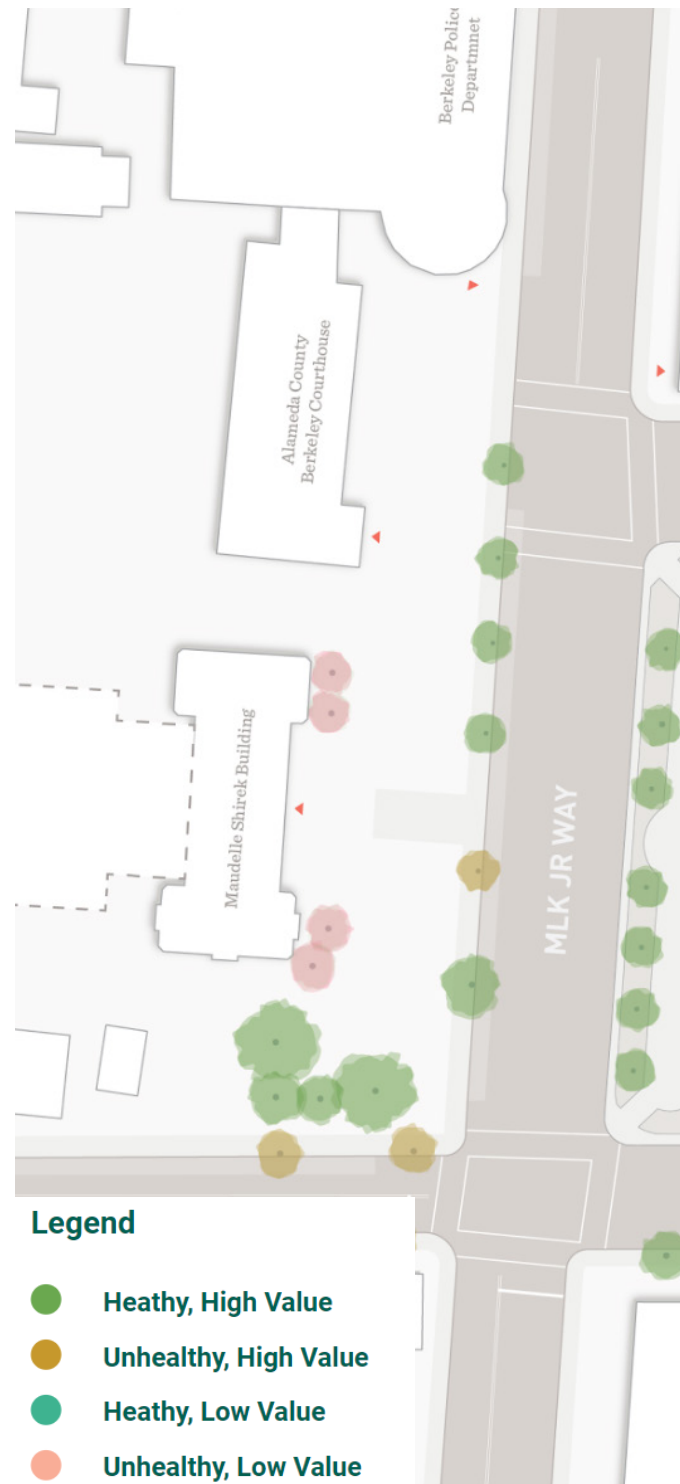 Berkeley Police
Departmnet
Alameda County
Berkeley Courthouse
Maudelle Shirek Building
MLK JR WAY
Legend
Heathy, High Value
Unhealthy, High Value
Heathy, Low Value
Unhealthy, Low Value